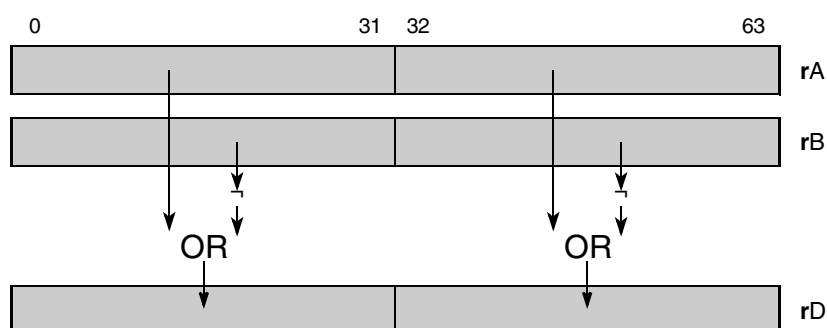 0 31 32 63
rA
rB
¬ ¬
OR OR
rD